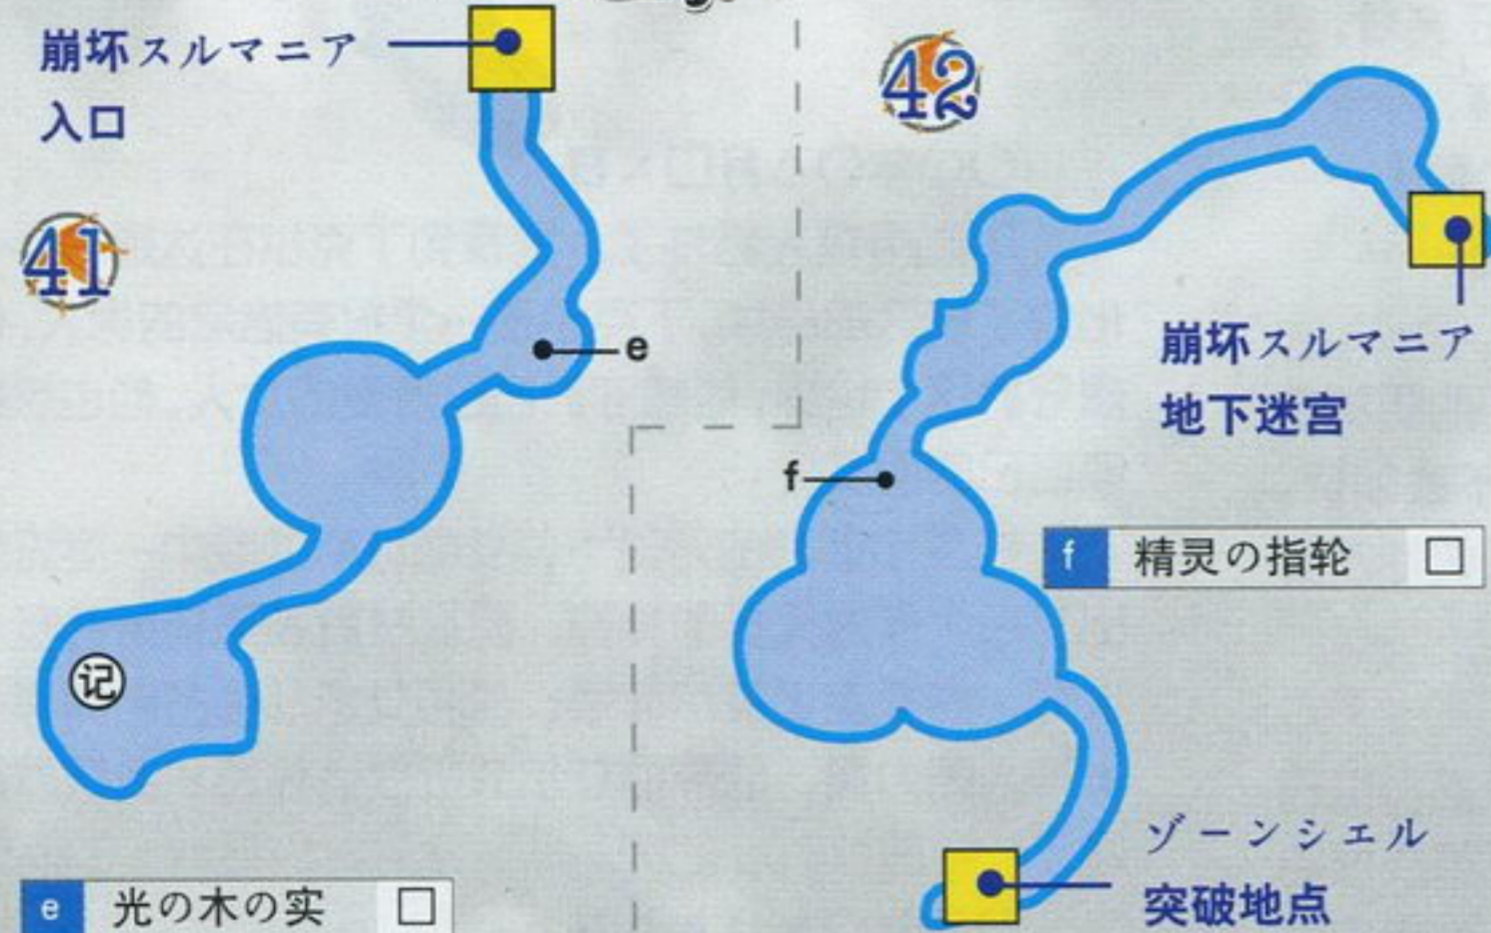 崩坏スルマニア
入口
41
e
记
e 光の木の实 □
42
崩坏スルマニア
地下迷宫
f
f 精灵の指轮 □
ゾーンシェル
突破地点